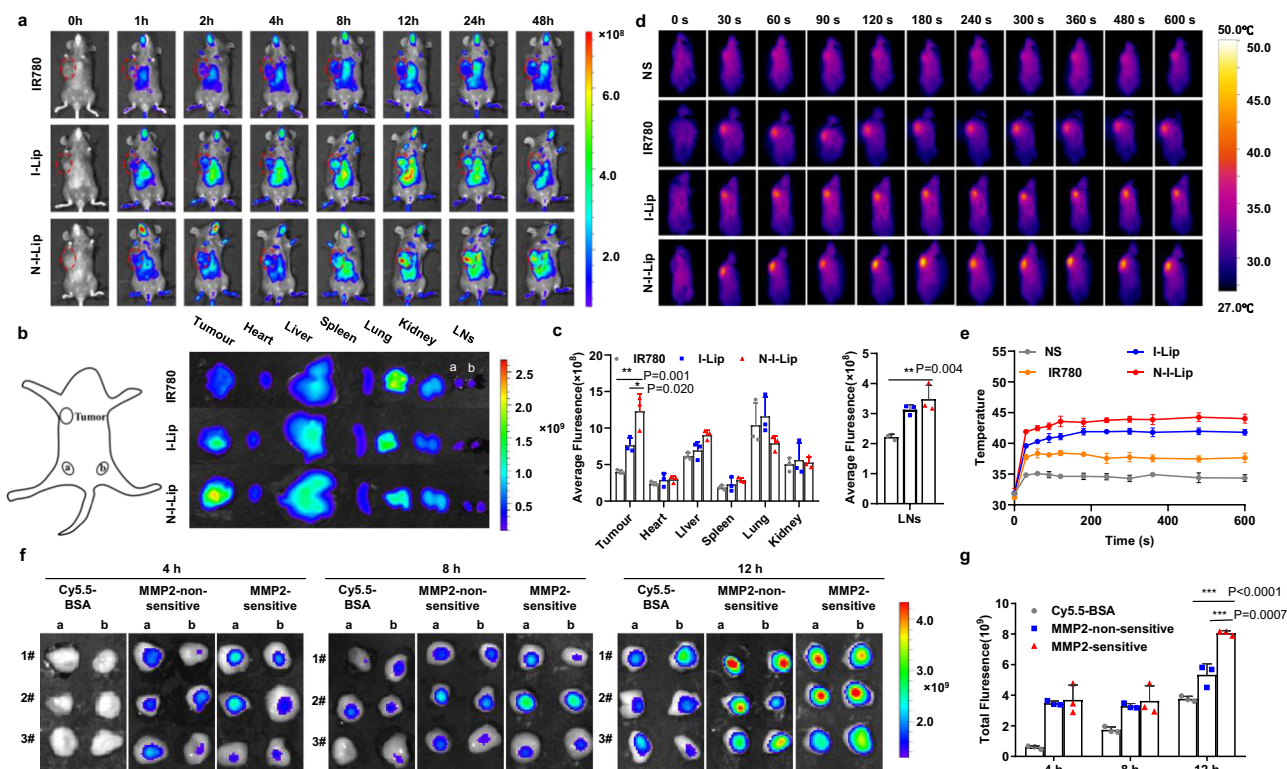 a
0h 1h 2h 4h 8h 12h 24h 48h
IR780
I-Lip
N-I-Lip
×10⁸
6.0
4.0
2.0
d
0 s 30 s 60 s 90 s 120 s 180 s 240 s 300 s 360 s 480 s 600 s
NS
IR780
I-Lip
N-I-Lip
50.0℃
50.0
45.0
40.0
35.0
30.0
27.0℃
b
Tumor
a b
Tumour Heart Liver Spleen Lung Kidney LNs
a b
IR780
I-Lip
N-I-Lip
2.5
2.0
1.5
×10⁹
1.0
0.5
c
IR780 I-Lip N-I-Lip
Average Fluresence(×10⁸)
20
15
10
5
0
** P=0.001
* P=0.020
Tumour Heart Liver Spleen Lung Kidney
Average Fluresence(×10⁸)
5
4
3
2
1
0
** P=0.004
LNs
e
NS I-Lip
IR780 N-I-Lip
Temperature
55
50
45
40
35
0 200 400 600
Time (s)
f
4 h 8 h 12 h
Cy5.5-BSA MMP2-non-sensitive MMP2-sensitive Cy5.5-BSA MMP2-non-sensitive MMP2-sensitive Cy5.5-BSA MMP2-non-sensitive MMP2-sensitive
a b a b a b a b a b a b a b a b a b
1# 1# 1#
2# 2# 2#
3# 3# 3#
4.0
3.0
×10⁹
2.0
1.0
g
Cy5.5-BSA
MMP2-non-sensitive
MMP2-sensitive
*** P<0.0001
*** P=0.0007
Total Fluresence(10⁹)
10
8
6
4
2
0
4 h 8 h 12 h